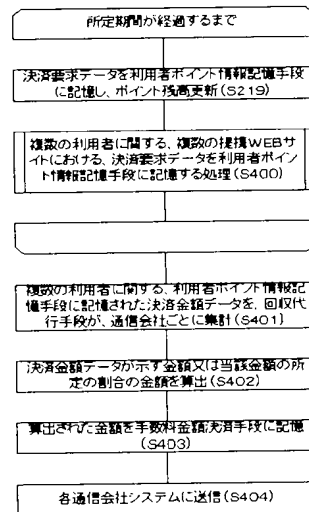 所定期間が経過するまで
決済要求データを利用者ポイント情報記憶手段
に記憶し、ポイント残高更新(S219)
複数の利用者に関する、複数の提携WEBサ
イトにおける、決済要求データを利用者ポイ
ント情報記憶手段に記憶する処理(S400)
複数の利用者に関する、利用者ポイント情報記
憶手段に記憶された決済金額データを、回収代
行手段が、通信会社ごとに集計(S401)
決済金額データが示す金額又は当該金額の所
定の割合の金額を算出(S402)
算出された金額を手数料金額決済手段に記憶
(S403)
各通信会社システムに送信(S404)